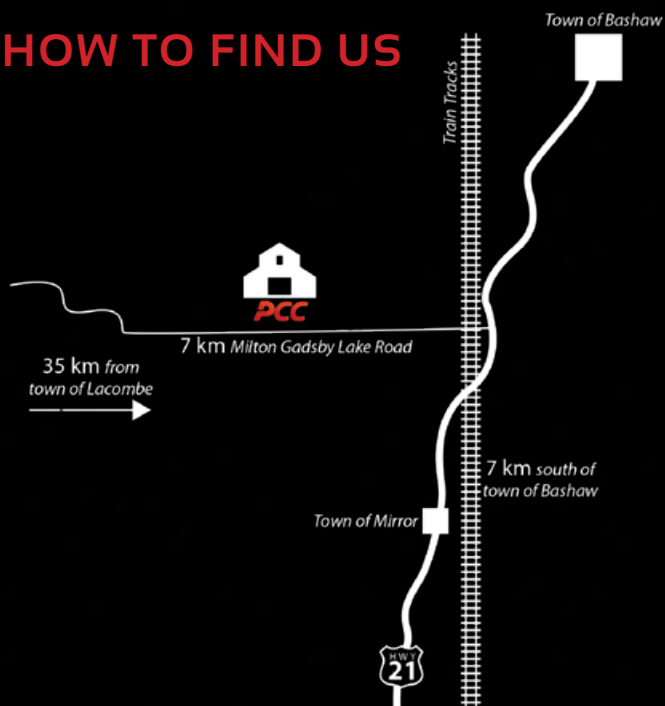 HOW TO FIND US
Town of Bashaw
Train Tracks
PCC
7 km Milton Gadsby Lake Road
35 km from
town of Lacombe
7 km south of
town of Bashaw
Town of Mirror
HWY
21